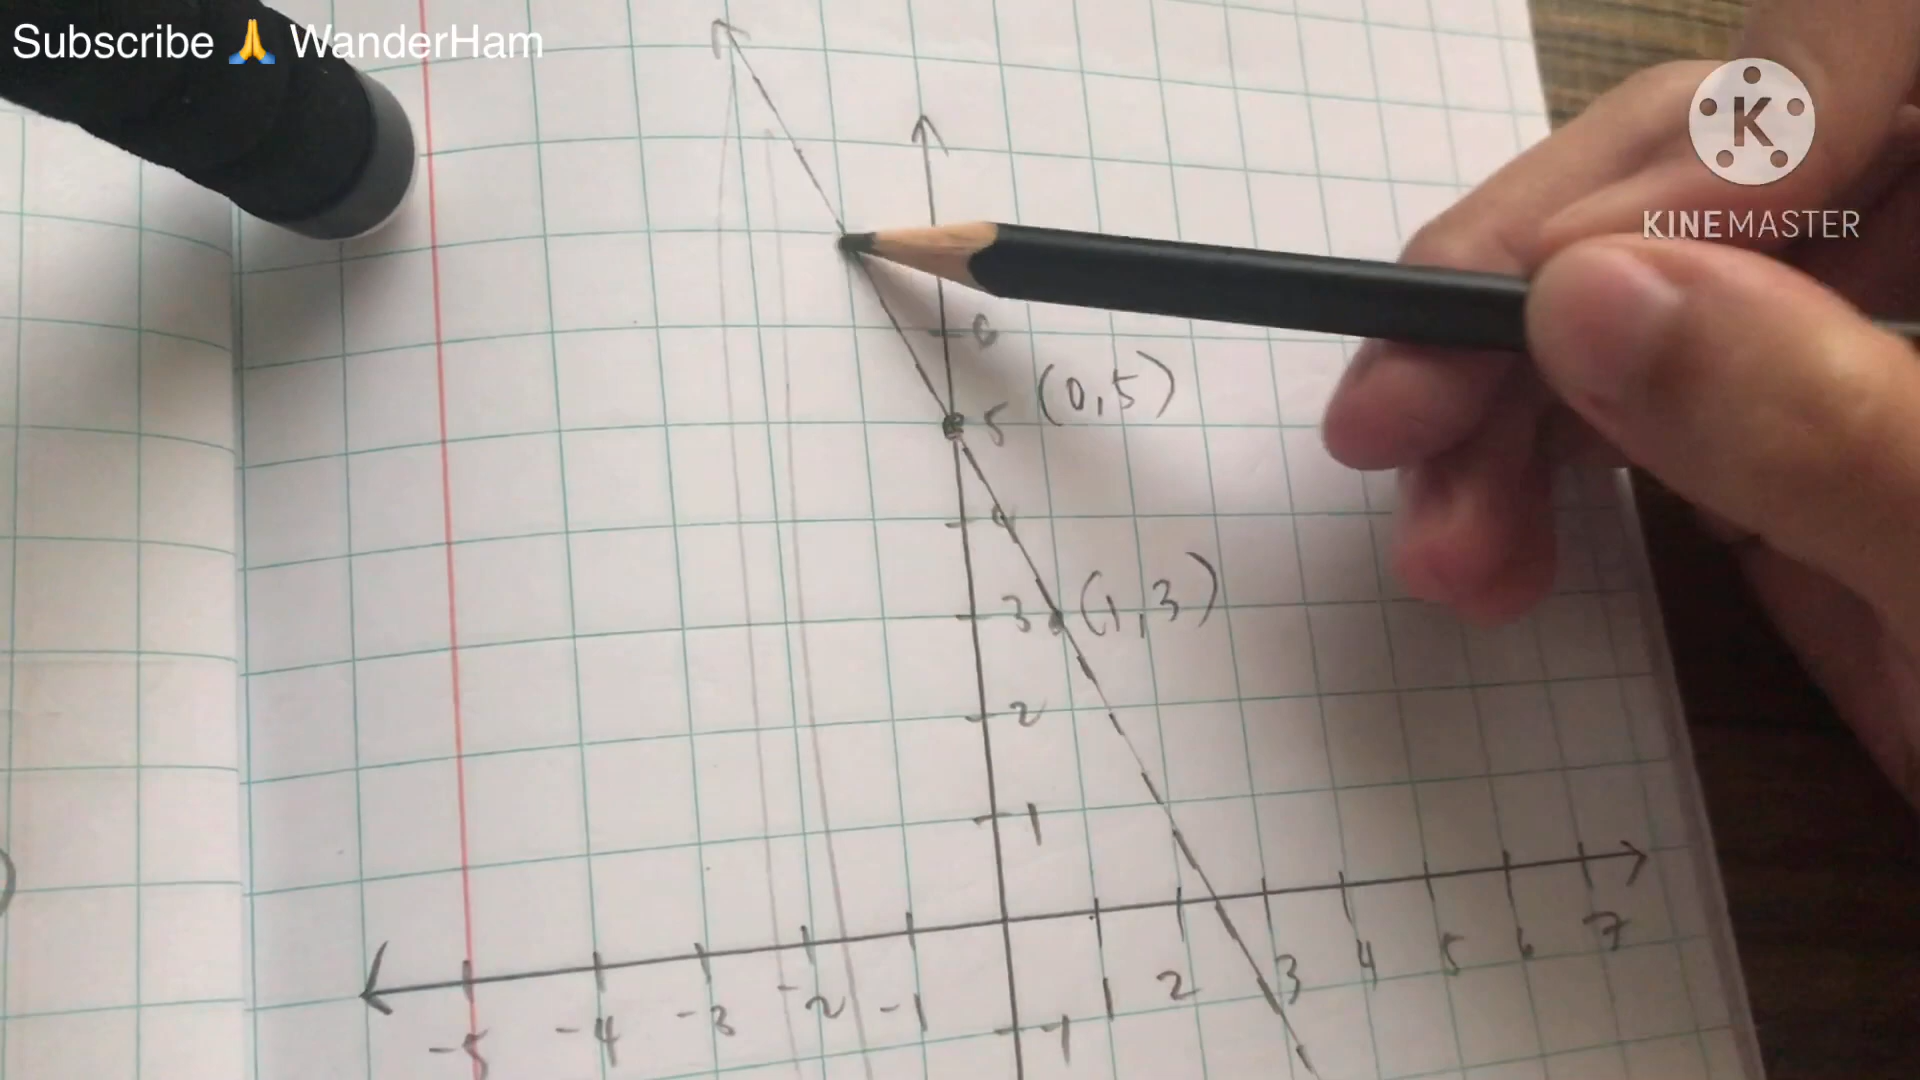 Subscribe 🙏 WanderHam
K
KINEMASTER
6
(0,5)
5
4
3 (1,3)
2
1
-5 -4 -3 -2 -1 1 2 3 4 5 6 7
-1